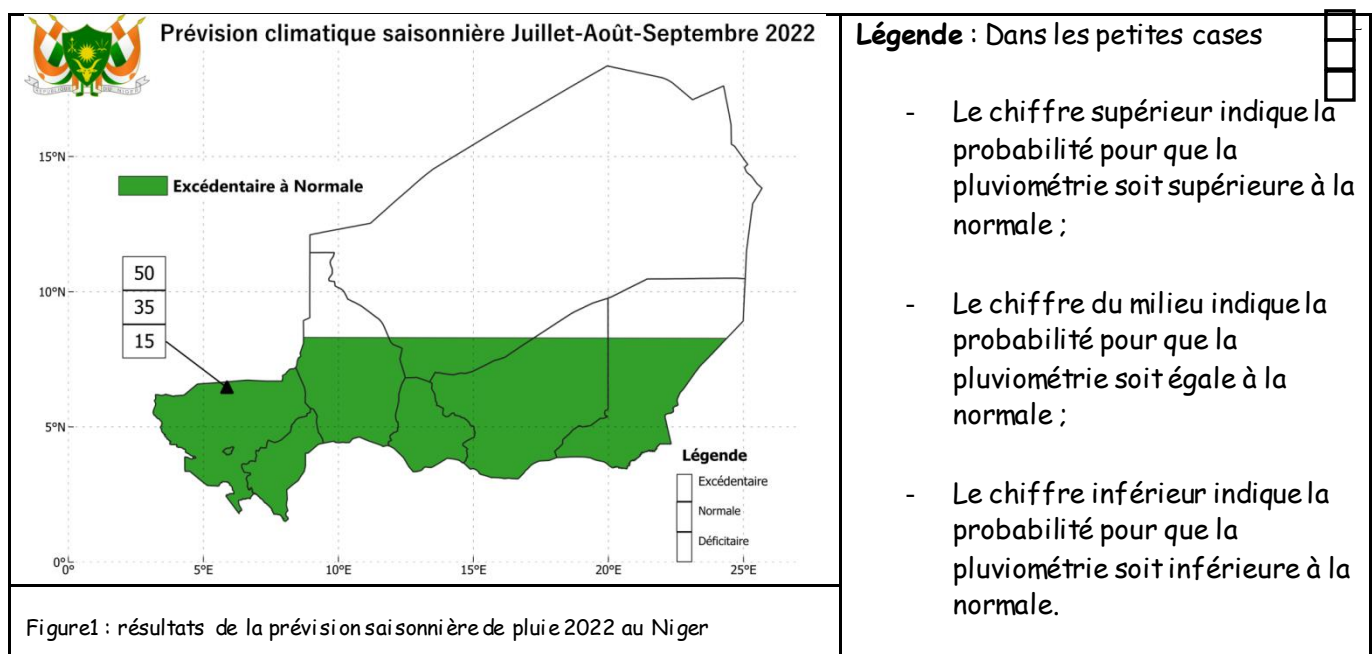 Prévision climatique saisonnière Juillet-Août-Septembre 2022
15°N
Excédentaire à Normale
50
10°N
35
15
5°N
Légende
Excédentaire
Normale
Déficitaire
0°
0°
5°E
10°E
15°E
20°E
25°E
Figure1 : résultats de la prévision saisonnière de pluie 2022 au Niger
Légende : Dans les petites cases
- Le chiffre supérieur indique la
probabilité pour que la
pluviométrie soit supérieure à la
normale ;
- Le chiffre du milieu indique la
probabilité pour que la
pluviométrie soit égale à la
normale ;
- Le chiffre inférieur indique la
probabilité pour que la
pluviométrie soit inférieure à la
normale.